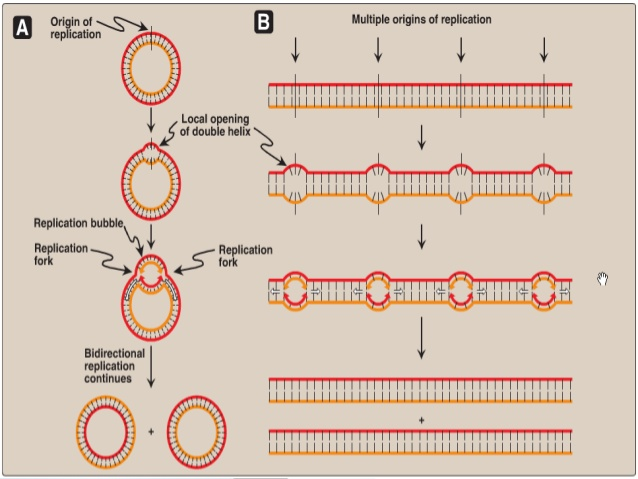 A
Origin of
replication
B
Multiple origins of replication
Local opening
of double helix
Replication bubble
Replication
fork
Replication
fork
Bidirectional
replication
continues
+
+